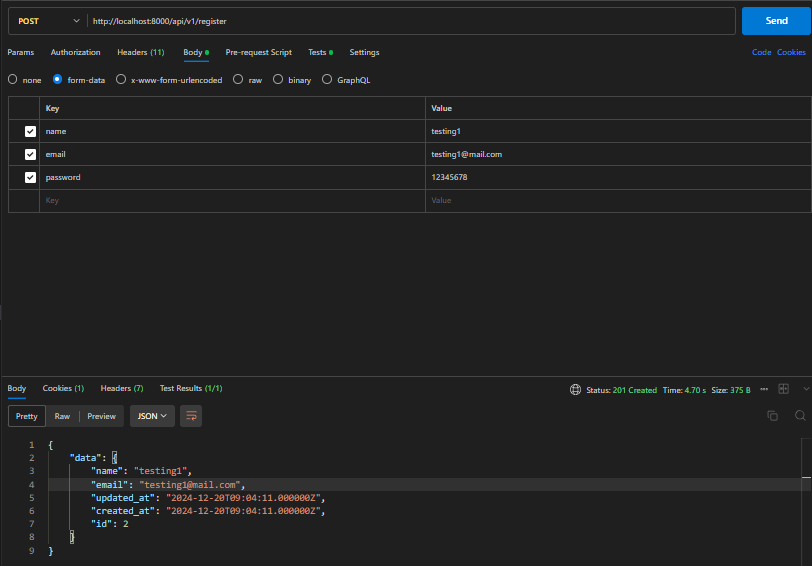 POST http://localhost:8000/api/v1/register Send
Params Authorization Headers (11) Body Pre-request Script Tests Settings Code Cookies
none form-data x-www-form-urlencoded raw binary GraphQL
Key Value
name testing1
email testing1@mail.com
password 12345678
Key Value
Body Cookies (1) Headers (7) Test Results (1/1) Status: 201 Created Time: 4.70 s Size: 375 B
Pretty Raw Preview JSON
1 {
2 "data": {
3 "name": "testing1",
4 "email": "testing1@mail.com",
5 "updated_at": "2024-12-20T09:04:11.000000Z",
6 "created_at": "2024-12-20T09:04:11.000000Z",
7 "id": 2
8 }
9 }